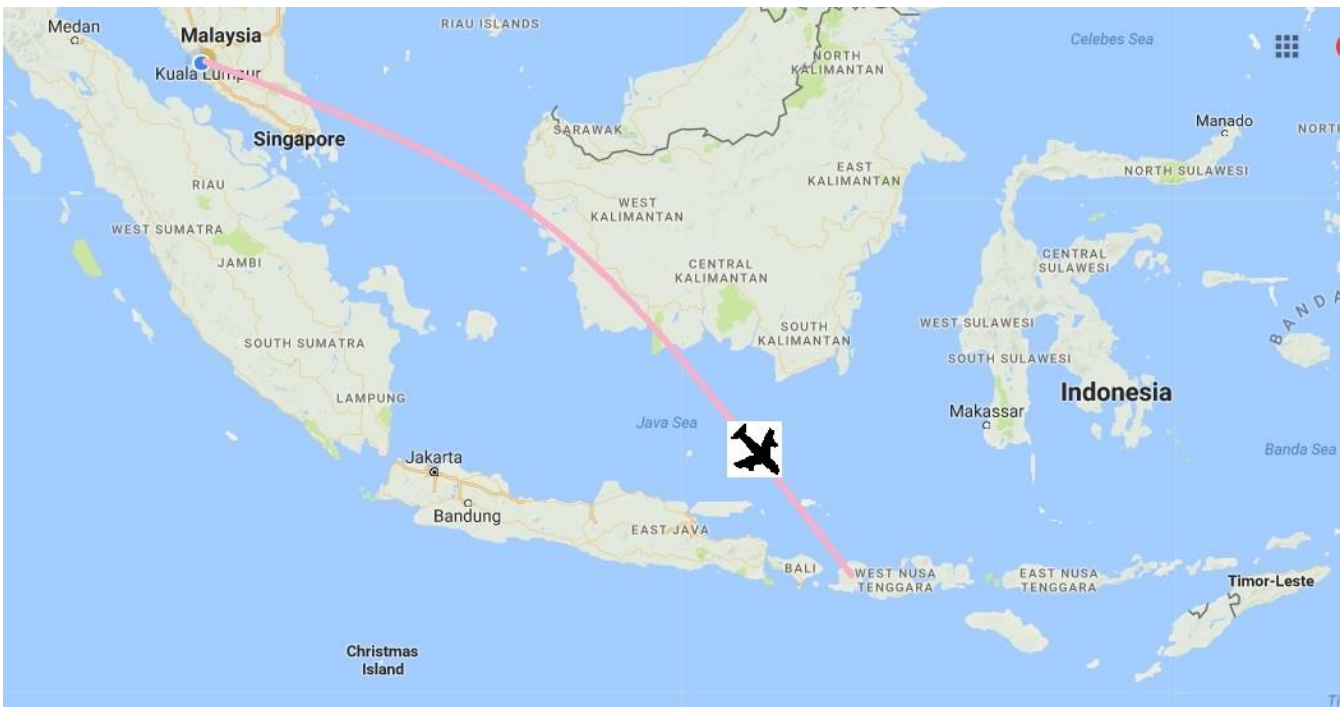 Medan
Malaysia
Kuala Lumpur
Singapore
RIAU ISLANDS
Celebes Sea
NORTH
KALIMANTAN
SARAWAK
Manado
NORT
NORTH SULAWESI
EAST
KALIMANTAN
RIAU
WEST
KALIMANTAN
WEST SUMATRA
JAMBI
CENTRAL
KALIMANTAN
CENTRAL
SULAWESI
BANDA
SOUTH
KALIMANTAN
WEST SULAWESI
SOUTH SUMATRA
SOUTH SULAWESI
Indonesia
LAMPUNG
Makassar
Java Sea
Banda Sea
Jakarta
Bandung
EAST JAVA
BALI
WEST NUSA
TENGGARA
EAST NUSA
TENGGARA
Timor-Leste
Christmas
Island
Ti